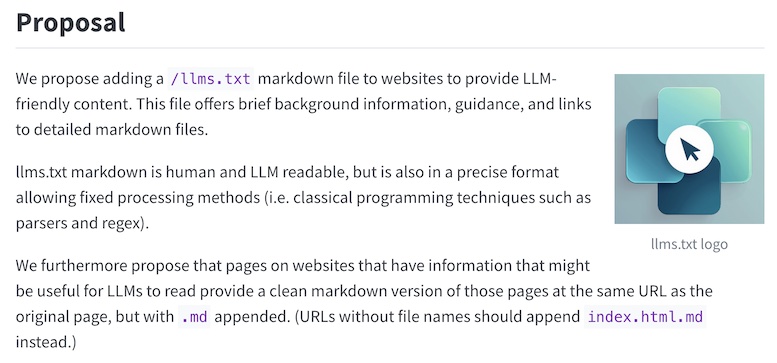 Proposal
We propose adding a /llms.txt markdown file to websites to provide LLM-
friendly content. This file offers brief background information, guidance, and links
to detailed markdown files.
llms.txt markdown is human and LLM readable, but is also in a precise format
allowing fixed processing methods (i.e. classical programming techniques such as
parsers and regex).
llms.txt logo
We furthermore propose that pages on websites that have information that might
be useful for LLMs to read provide a clean markdown version of those pages at the same URL as the
original page, but with .md appended. (URLs without file names should append index.html.md
instead.)